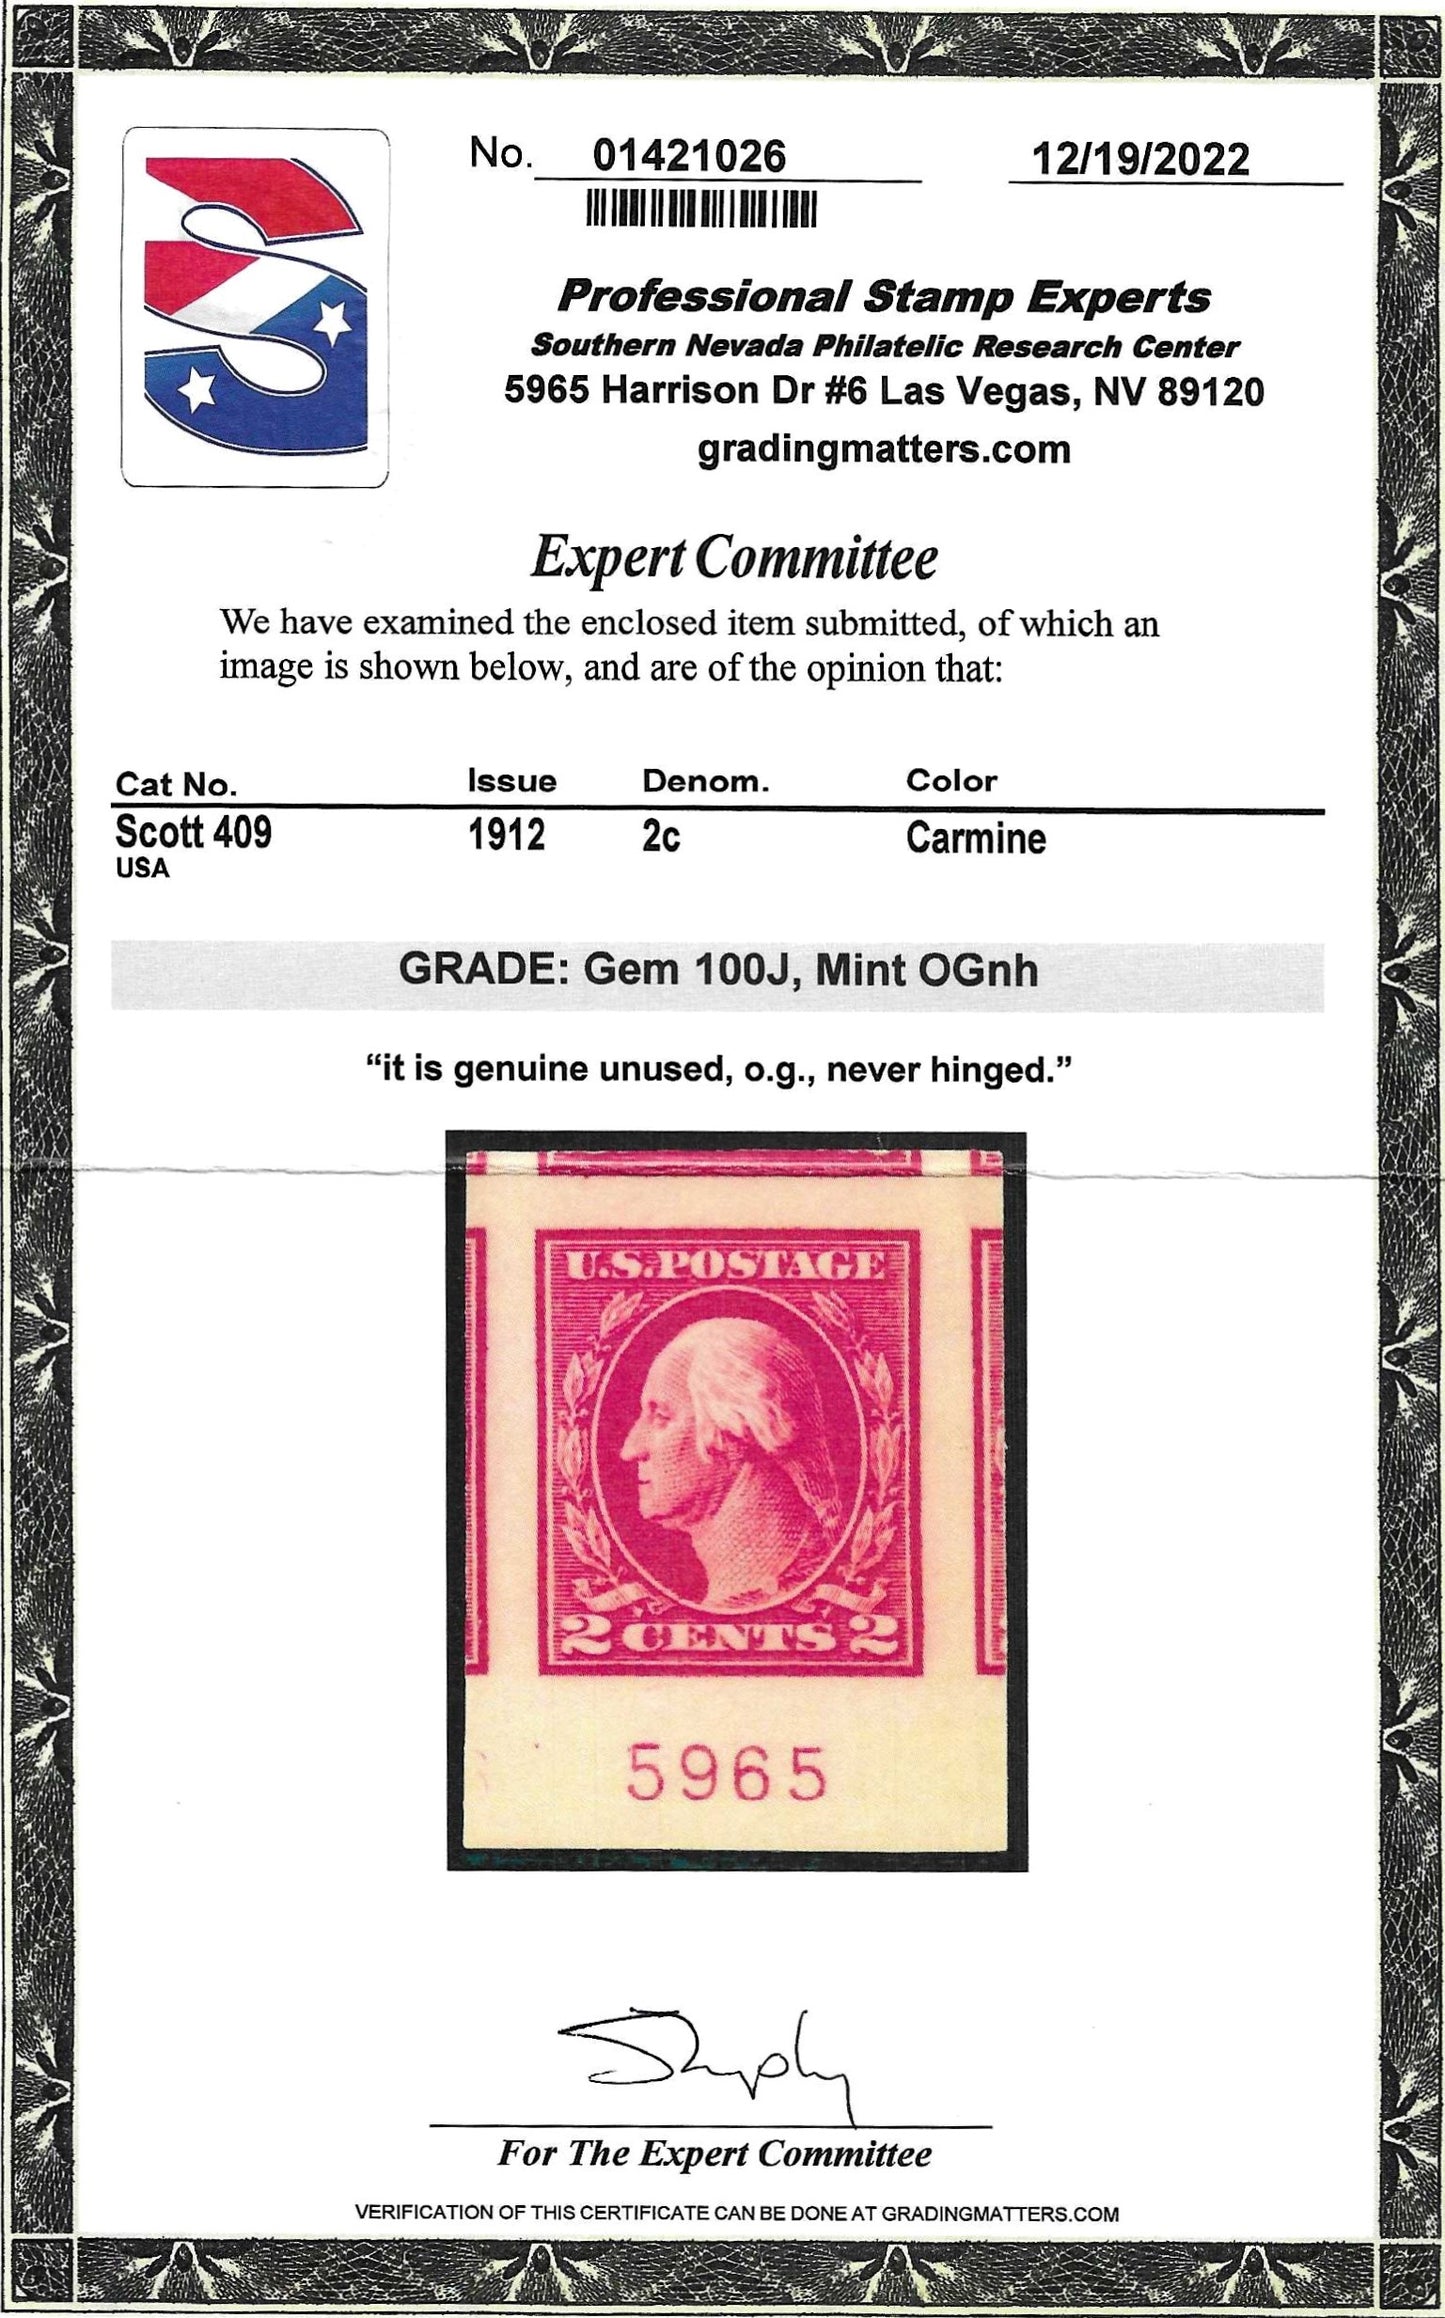 No. 01421026 12/19/2022
Professional Stamp Experts
Southern Nevada Philatelic Research Center
5965 Harrison Dr #6 Las Vegas, NV 89120
gradingmatters.com
Expert Committee
We have examined the enclosed item submitted, of which an
image is shown below, and are of the opinion that:
Cat No. Issue Denom. Color
Scott 409 1912 2c Carmine
USA
GRADE: Gem 100J, Mint OGnh
“it is genuine unused, o.g., never hinged.”
U.S. POSTAGE
2 CENTS 2
5965
For The Expert Committee
VERIFICATION OF THIS CERTIFICATE CAN BE DONE AT GRADINGMATTERS.COM